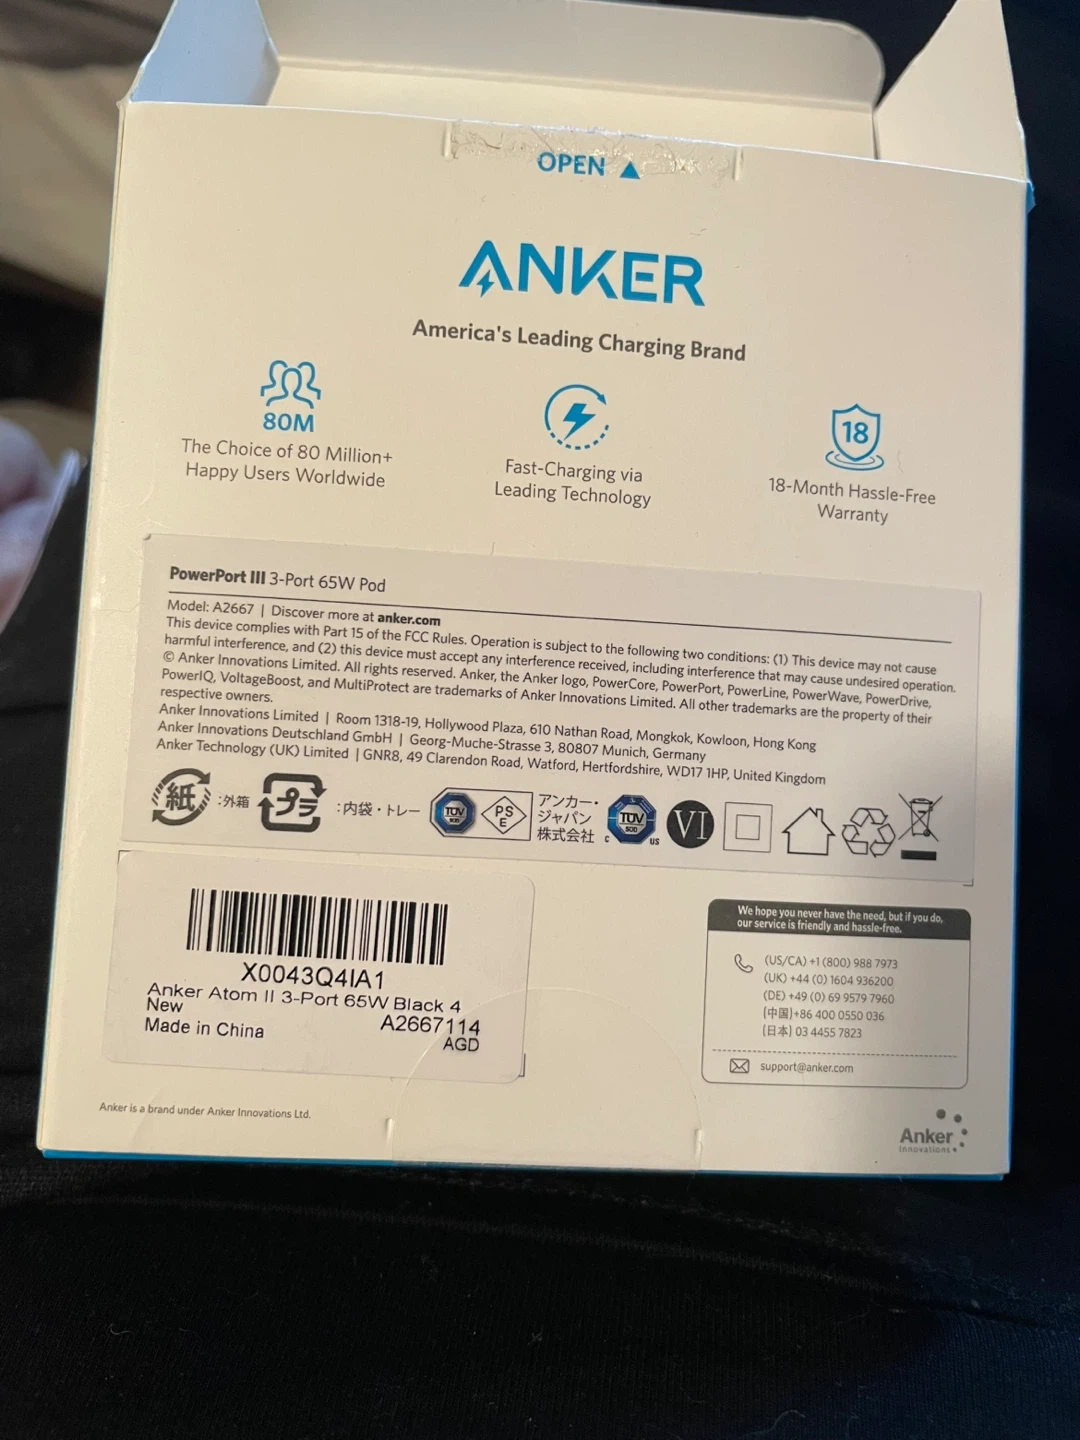 OPEN ▲
ANKER
America's Leading Charging Brand
80M
The Choice of 80 Million+
Happy Users Worldwide
Fast-Charging via
Leading Technology
18
18-Month Hassle-Free
Warranty
PowerPort III 3-Port 65W Pod
Model: A2667 | Discover more at anker.com
This device complies with Part 15 of the FCC Rules. Operation is subject to the following two conditions: (1) This device may not cause
harmful interference, and (2) this device must accept any interference received, including interference that may cause undesired operation.
© Anker Innovations Limited. All rights reserved. Anker, the Anker logo, PowerCore, PowerPort, PowerLine, PowerWave, PowerDrive,
PowerIQ, VoltageBoost, and MultiProtect are trademarks of Anker Innovations Limited. All other trademarks are the property of their
respective owners.
Anker Innovations Limited | Room 1318-19, Hollywood Plaza, 610 Nathan Road, Mongkok, Kowloon, Hong Kong
Anker Innovations Deutschland GmbH | Georg-Muche-Strasse 3, 80807 Munich, Germany
Anker Technology (UK) Limited | GNR8, 49 Clarendon Road, Watford, Hertfordshire, WD17 1HP, United Kingdom
紙 :外箱
プラ :内袋・トレー
TÜV
SÜD
PS
E
アンカー・
ジャパン
株式会社
c TÜV SÜD us
VI
X0043Q4IA1
Anker Atom II 3-Port 65W Black 4
New
A2667114
Made in China
AGD
We hope you never have the need, but if you do,
our service is friendly and hassle-free.
(US/CA) +1 (800) 988 7973
(UK) +44 (0) 1604 936200
(DE) +49 (0) 69 9579 7960
(中国)+86 400 0550 036
(日本) 03 4455 7823
support@anker.com
Anker is a brand under Anker Innovations Ltd.
Anker
Innovations